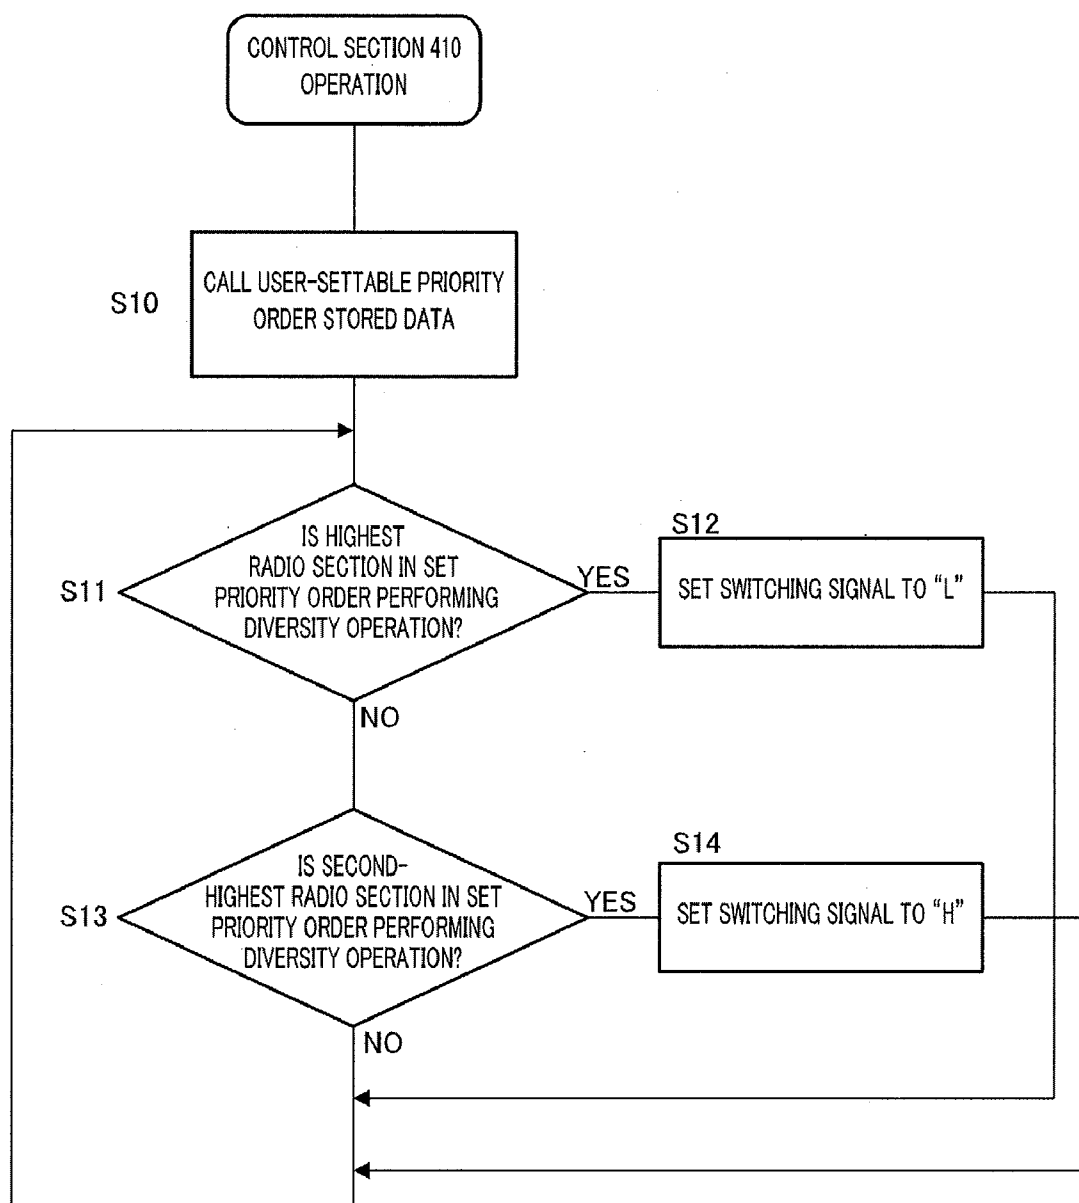 CONTROL SECTION 410
OPERATION
S10
CALL USER-SETTABLE PRIORITY
ORDER STORED DATA
S11
IS HIGHEST
RADIO SECTION IN SET
PRIORITY ORDER PERFORMING
DIVERSITY OPERATION?
YES
S12
SET SWITCHING SIGNAL TO “L”
NO
S13
IS SECOND-
HIGHEST RADIO SECTION IN SET
PRIORITY ORDER PERFORMING
DIVERSITY OPERATION?
YES
S14
SET SWITCHING SIGNAL TO “H”
NO